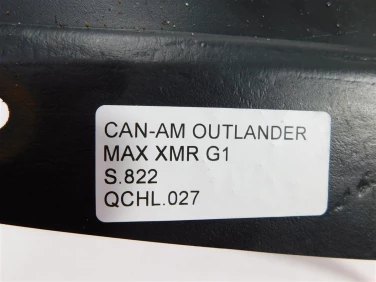 CAN-AM OUTLANDER
MAX XMR G1
S.822
QCHL.027